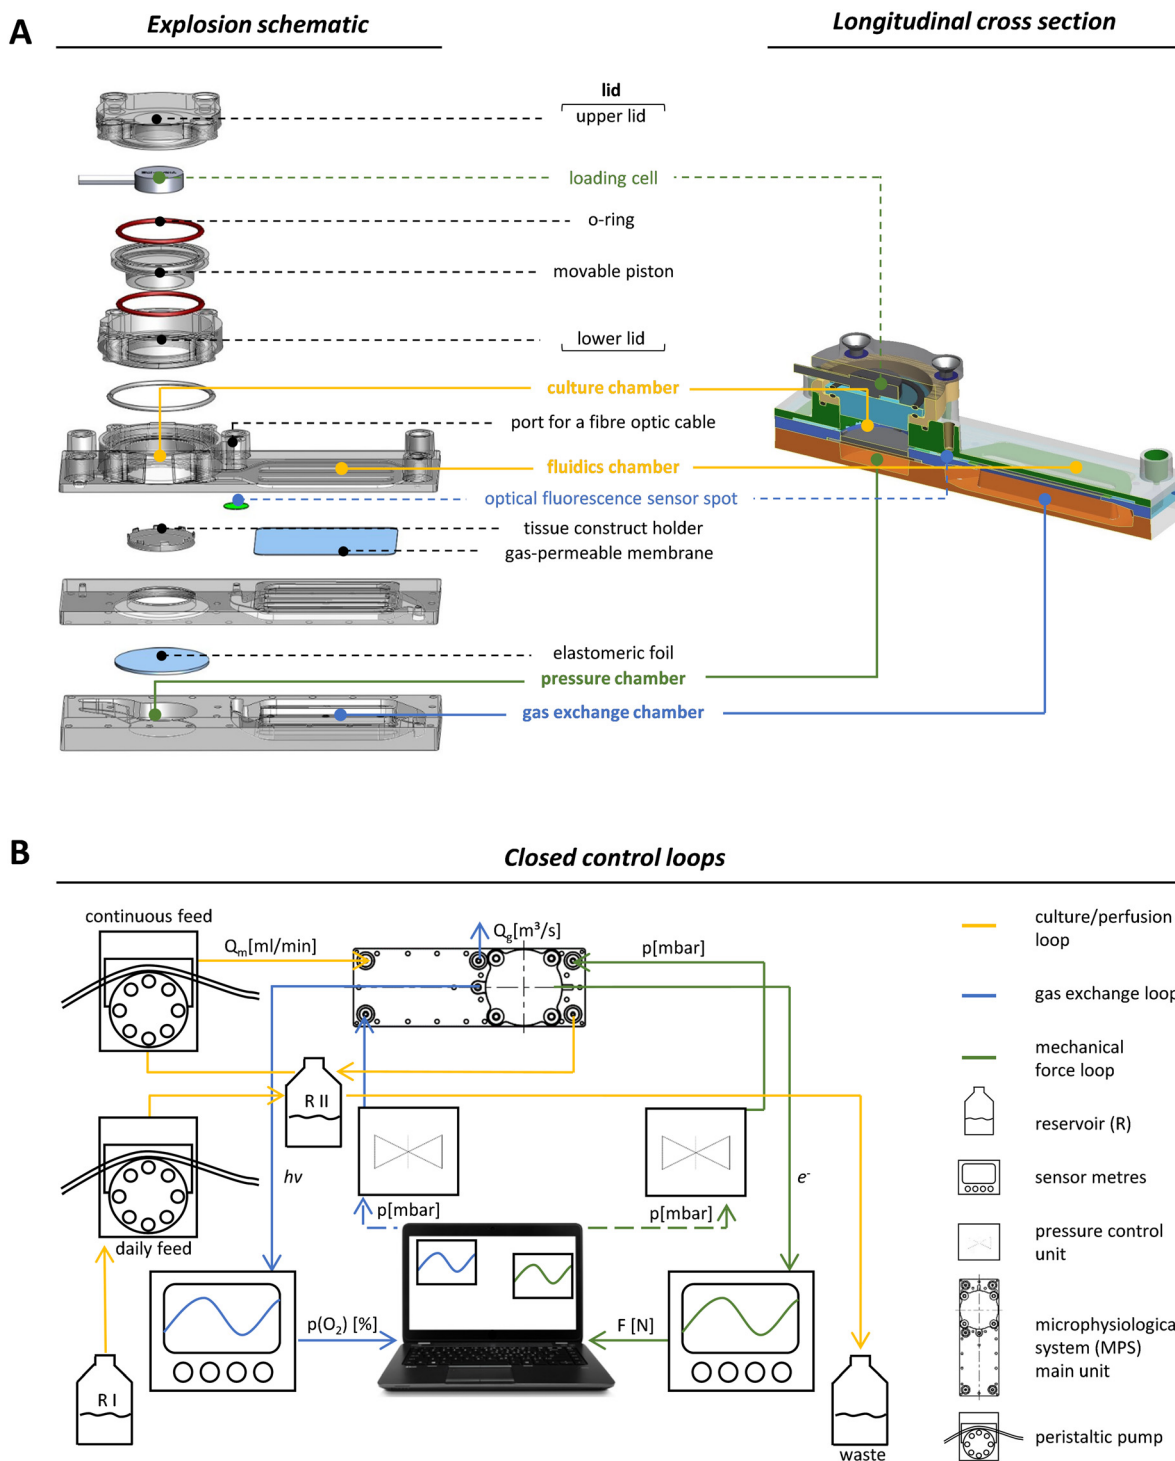 A
Explosion schematic
Longitudinal cross section
lid
upper lid
loading cell
o-ring
movable piston
lower lid
culture chamber
port for a fibre optic cable
fluidics chamber
optical fluorescence sensor spot
tissue construct holder
gas-permeable membrane
elastomeric foil
pressure chamber
gas exchange chamber
B
Closed control loops
continuous feed
Qm[ml/min]
Qg[m³/s]
p[mbar]
R II
hv
e-
p[mbar]
p[mbar]
daily feed
p(O₂) [%]
F [N]
R I
waste
culture/perfusion
loop
gas exchange loop
mechanical
force loop
reservoir (R)
sensor metres
pressure control
unit
microphysiologica
system (MPS)
main unit
peristaltic pump